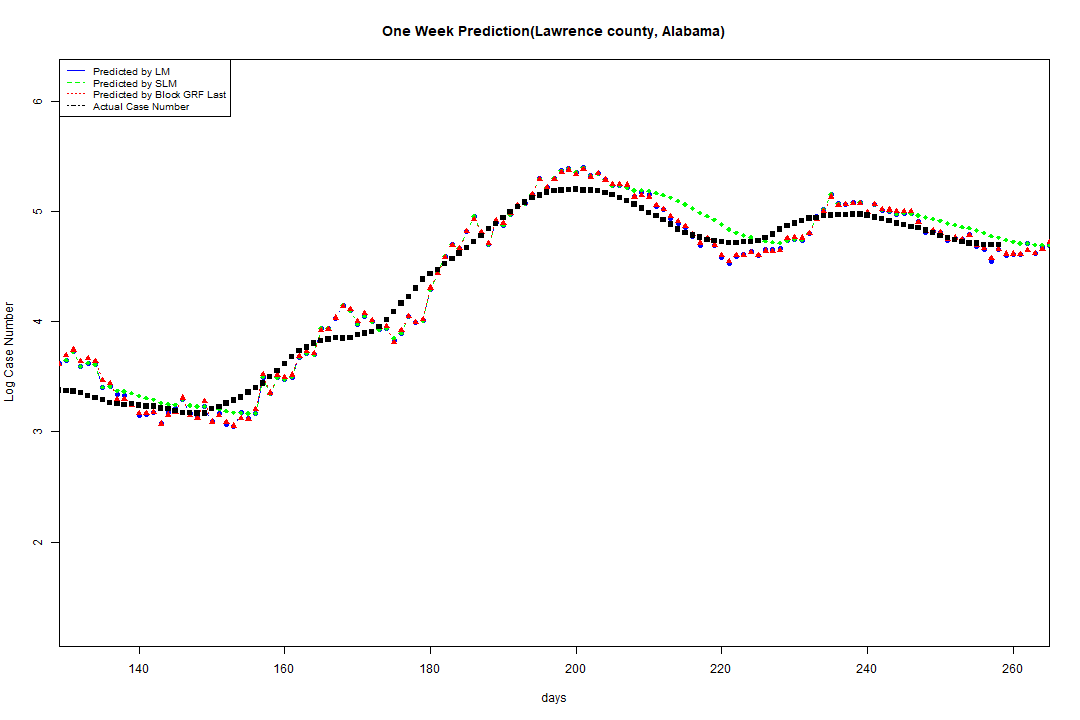 One Week Prediction(Lawrence county, Alabama)
Predicted by LM
Predicted by SLM
Predicted by Block GRF Last
Actual Case Number
6
5
4
3
2
Log Case Number
140 160 180 200 220 240 260
days